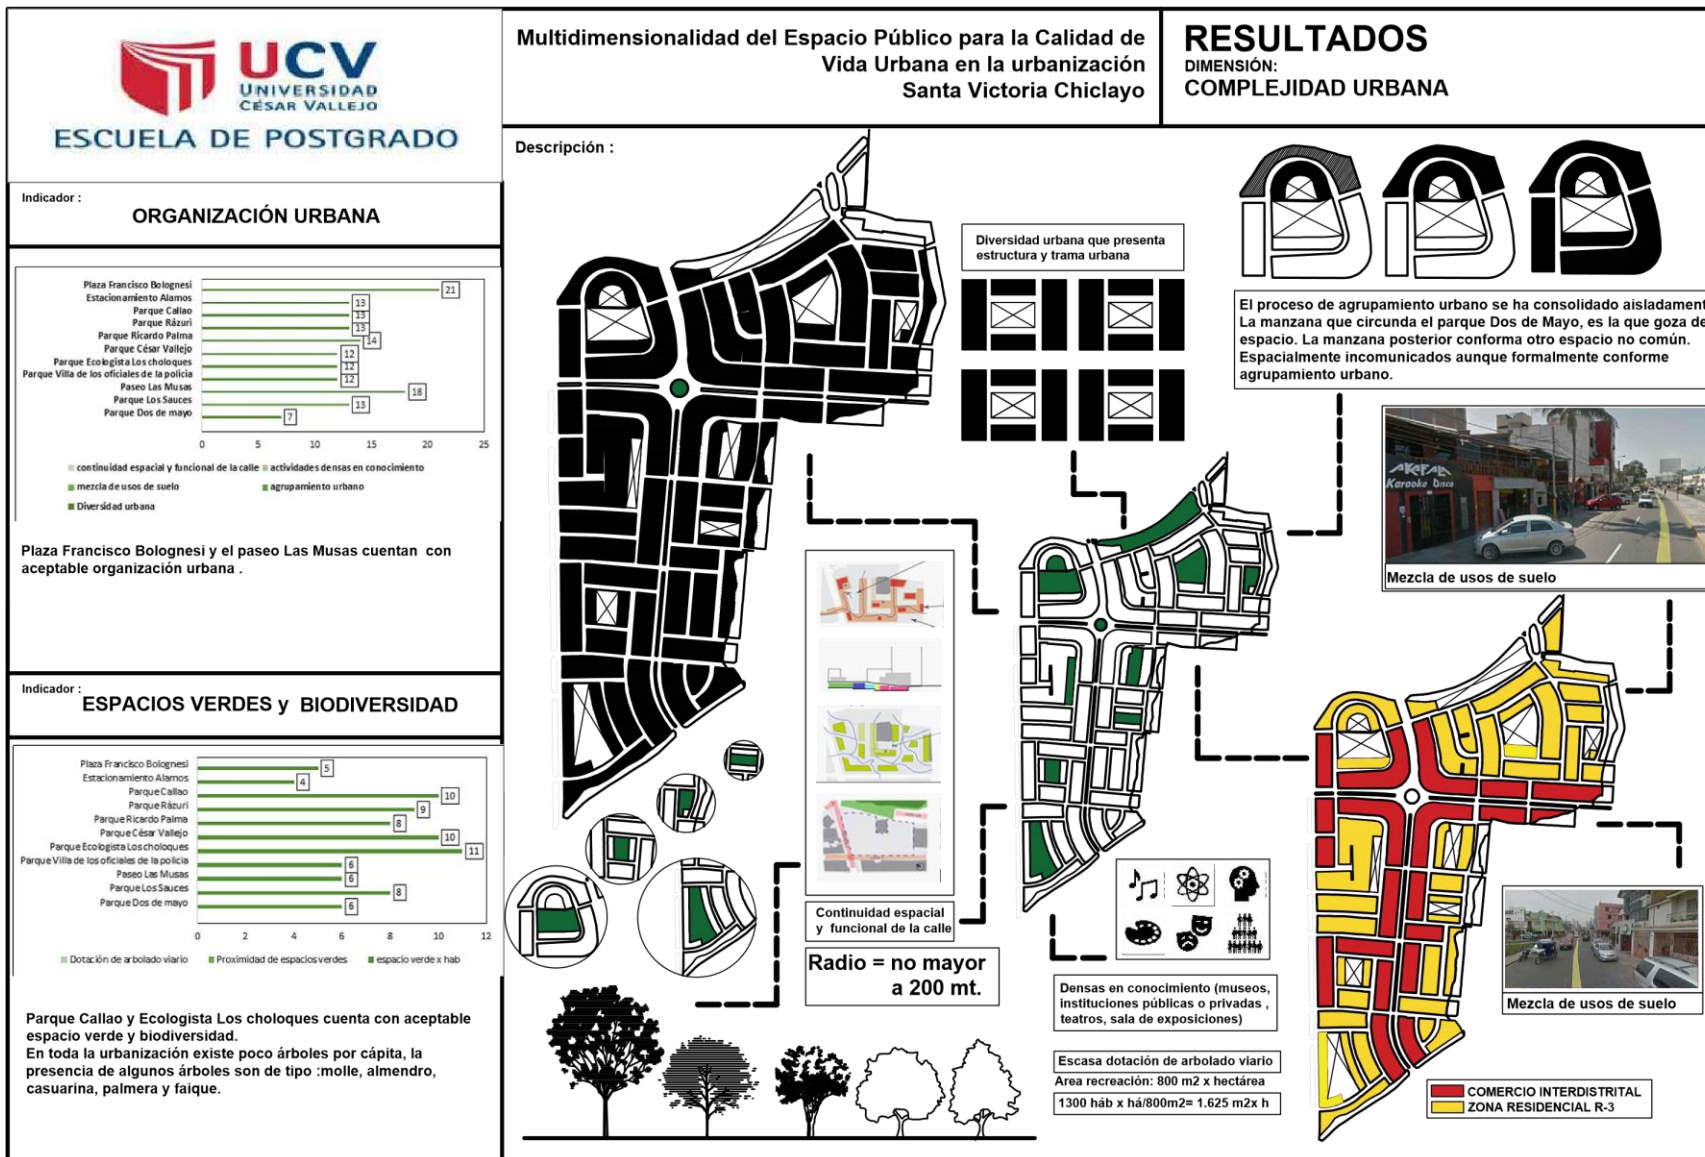 UCV
UNIVERSIDAD
CÉSAR VALLEJO
ESCUELA DE POSTGRADO
Multidimensionalidad del Espacio Público para la Calidad de
Vida Urbana en la urbanización
Santa Victoria Chiclayo
RESULTADOS
DIMENSIÓN:
COMPLEJIDAD URBANA
Indicador :
ORGANIZACIÓN URBANA
Plaza Francisco Bolognesi 21
Estacionamiento Alamos 13
Parque Callao 13
Parque Rázuri 13
Parque Ricardo Palma 14
Parque César Vallejo 12
Parque Ecologista Los choloques 12
Parque Villa de los oficiales de la policia 12
Paseo Las Musas 18
Parque Los Sauces 13
Parque Dos de mayo 7
0 5 10 15 20 25
continuidad espacial y funcional de la calle actividades densas en conocimiento
mezcla de usos de suelo agrupamiento urbano
Diversidad urbana
Plaza Francisco Bolognesi y el paseo Las Musas cuentan con
aceptable organización urbana .
Indicador :
ESPACIOS VERDES y BIODIVERSIDAD
Plaza Francisco Bolognesi 5
Estacionamiento Alamos 4
Parque Callao 10
Parque Rázuri 9
Parque Ricardo Palma 8
Parque César Vallejo 10
Parque Ecologista Los choloques 11
Parque Villa de los oficiales de la policia 6
Paseo Las Musas 6
Parque Los Sauces 8
Parque Dos de mayo 6
0 2 4 6 8 10 12
Dotación de arbolado viario Proximidad de espacios verdes espacio verde x hab
Parque Callao y Ecologista Los choloques cuenta con aceptable
espacio verde y biodiversidad.
En toda la urbanización existe poco árboles por cápita, la
presencia de algunos árboles son de tipo :molle, almendro,
casuarina, palmera y faique.
Descripción :
Diversidad urbana que presenta
estructura y trama urbana
El proceso de agrupamiento urbano se ha consolidado aisladament
La manzana que circunda el parque Dos de Mayo, es la que goza de
espacio. La manzana posterior conforma otro espacio no común.
Espacialmente incomunicados aunque formalmente conforme
agrupamiento urbano.
AKAFALA
Karaoke Disco
Mezcla de usos de suelo
Continuidad espacial
y funcional de la calle
Radio = no mayor
a 200 mt.
Densas en conocimiento (museos,
instituciones públicas o privadas ,
teatros, sala de exposiciones)
Escasa dotación de arbolado viario
Area recreación: 800 m2 x hectárea
1300 háb x há/800m2= 1.625 m2x h
Mezcla de usos de suelo
COMERCIO INTERDISTRITAL
ZONA RESIDENCIAL R-3